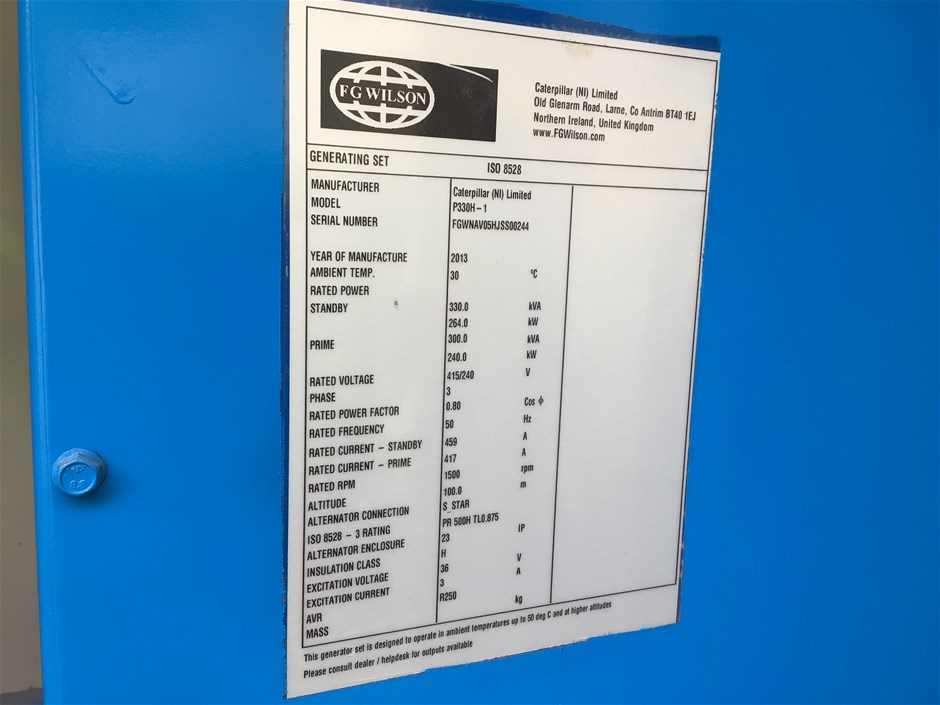 FG WILSON
Caterpillar (NI) Limited
Old Glenarm Road, Larne, Co Antrim BT40 1EJ
Northern Ireland, United Kingdom
www.FGWilson.com
GENERATING SET ISO 8528
MANUFACTURER Caterpillar (NI) Limited
MODEL P330H-1
SERIAL NUMBER FGWNAV05HJSS00244
YEAR OF MANUFACTURE 2013
AMBIENT TEMP. 30 °C
RATED POWER
STANDBY 330.0 kVA
264.0 kW
PRIME 300.0 kVA
240.0 kW
RATED VOLTAGE 415/240 V
PHASE 3
RATED POWER FACTOR 0.80 Cos ϕ
RATED FREQUENCY 50 Hz
RATED CURRENT - STANDBY 459 A
RATED CURRENT - PRIME 417 A
RATED RPM 1500 rpm
ALTITUDE 100.0 m
ALTERNATOR CONNECTION S_STAR
ISO 8528 - 3 RATING PR 500H TL0.875
ALTERNATOR ENCLOSURE 23 IP
INSULATION CLASS H
EXCITATION VOLTAGE 36 V
EXCITATION CURRENT 3 A
AVR R250
MASS kg
This generator set is designed to operate in ambient temperatures up to 50 deg C and at higher altitudes
Please consult dealer / helpdesk for outputs available